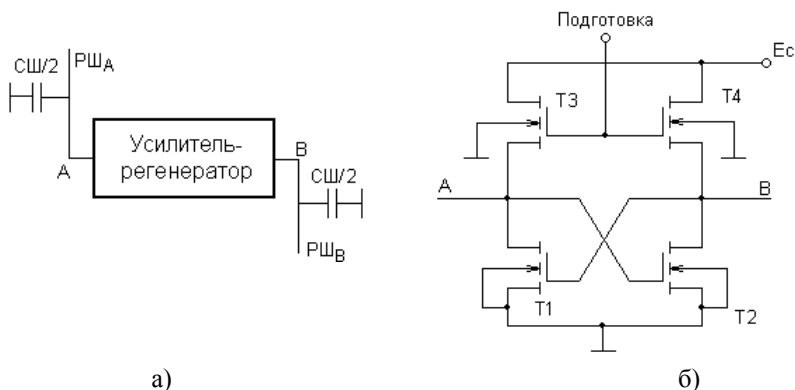 Подготовка
Ec
T3
T4
A
B
T1
T2
б)
СШ/2
РШA
Усилитель-
регенератор
A
B
СШ/2
РШB
а)